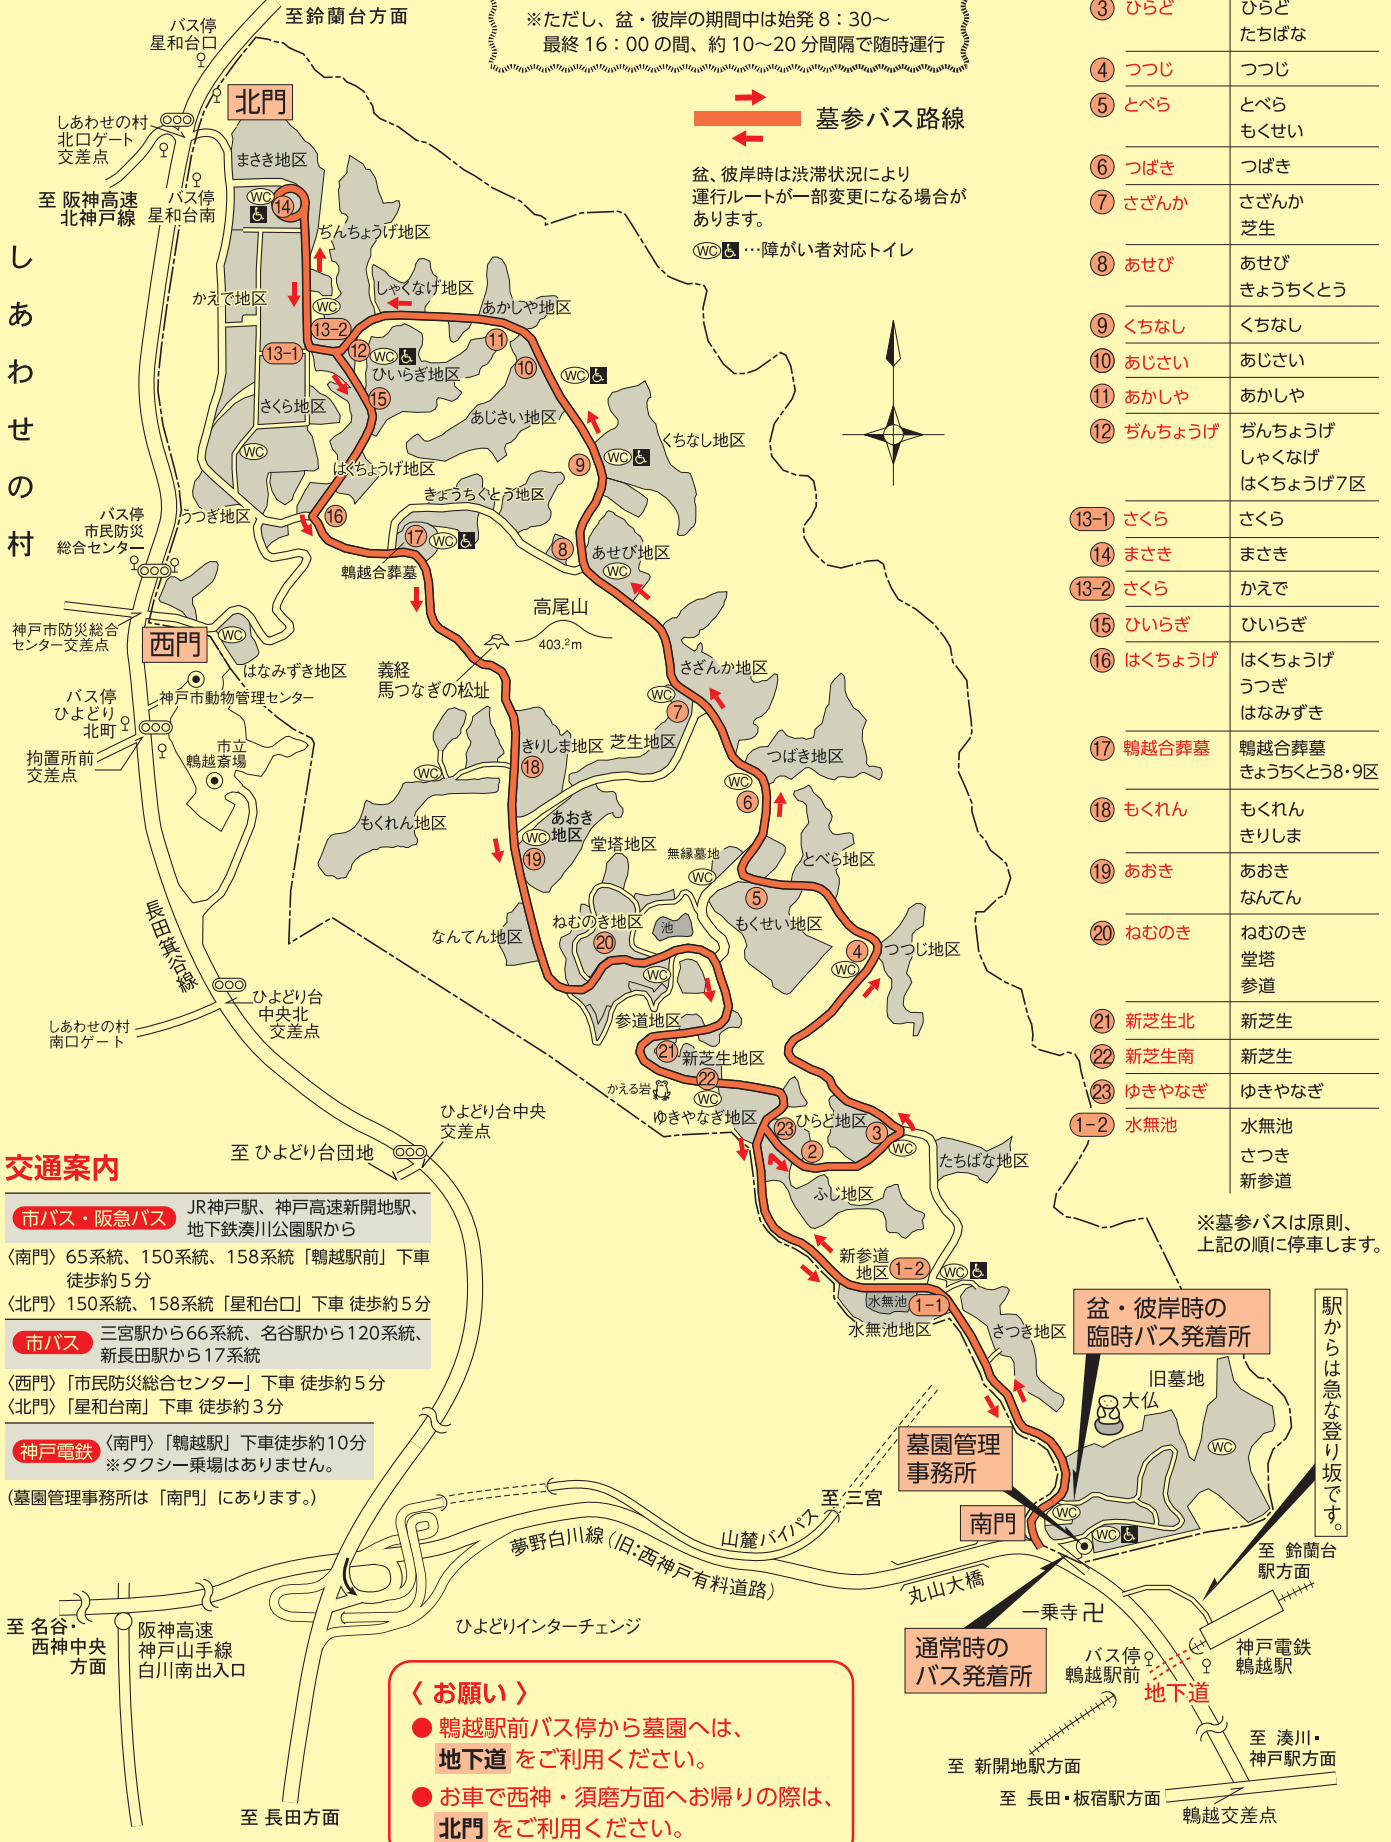 ※ただし、盆・彼岸の期間中は始発8：30～
最終16：00の間、約10～20分間隔で随時運行
墓参バス路線
盆、彼岸時は渋滞状況により
運行ルートが一部変更になる場合が
あります。
WC …障がい者対応トイレ
③ ひらど ひらど
たちばな
④ つつじ つつじ
⑤ とべら とべら
もくせい
⑥ つばき つばき
⑦ さざんか さざんか
芝生
⑧ あせび あせび
きょうちくとう
⑨ くちなし くちなし
⑩ あじさい あじさい
⑪ あかしや あかしや
⑫ ぢんちょうげ ぢんちょうげ
しゃくなげ
はくちょうげ7区
13-1 さくら さくら
⑭ まさき まさき
13-2 さくら かえで
⑮ ひいらぎ ひいらぎ
⑯ はくちょうげ はくちょうげ
うつぎ
はなみずき
⑰ 鵯越合葬墓 鵯越合葬墓
きょうちくとう8・9区
⑱ もくれん もくれん
きりしま
⑲ あおき あおき
なんてん
⑳ ねむのき ねむのき
堂塔
参道
㉑ 新芝生北 新芝生
㉒ 新芝生南 新芝生
㉓ ゆきやなぎ ゆきやなぎ
1-2 水無池 水無池
さつき
新参道
※墓参バスは原則、
上記の順に停車します。
至鈴蘭台方面
バス停
星和台口
北門
しあわせの村
北口ゲート
交差点
至 阪神高速
北神戸線
バス停
星和台南
しあわせの村
まさき地区
WC
⑭
ぢんちょうげ地区
しゃくなげ地区
あかしや地区
かえで地区
WC
13-2
13-1
⑫
WC
⑪
⑩
WC
ひいらぎ地区
⑮
さくら地区
あじさい地区
くちなし地区
WC
⑨
WC
はくちょうげ地区
きょうちくとう地区
うつぎ地区
⑯
⑰
WC
⑧
あせび地区
WC
鵯越合葬墓
バス停
市民防災
総合センター
神戸市防災総合
センター交差点
西門
WC
はなみずき地区
神戸市動物管理センター
バス停
ひよどり
北町
拘置所前
交差点
市立
鵯越斎場
高尾山
403.2m
義経
馬つなぎの松址
さざんか地区
WC
⑦
きりしま地区
芝生地区
⑱
WC
もくれん地区
つばき地区
WC
⑥
あおき
地区
WC
⑲
堂塔地区
無縁墓地
WC
とべら地区
⑤
もくせい地区
ねむのき地区
⑳
池
なんてん地区
WC
④
WC
つつじ地区
長田箕谷線
ひよどり台
中央北
交差点
しあわせの村
南口ゲート
参道地区
㉑
新芝生地区
㉒
かえる岩
WC
ゆきやなぎ地区
㉓
ひらど地区
②
③
WC
たちばな地区
ふじ地区
ひよどり台中央
交差点
至 ひよどり台団地
新参道
地区
1-2
WC
水無池
1-1
水無池地区
さつき地区
盆・彼岸時の
臨時バス発着所
旧墓地
大仏
WC
駅からは急な登り坂です。
墓園管理
事務所
至 三宮
南門
WC
WC
山麓バイパス
夢野白川線（旧：西神戸有料道路）
丸山大橋
至 鈴蘭台
駅方面
一乗寺 卍
通常時の
バス発着所
バス停
鵯越駅前
神戸電鉄
鵯越駅
地下道
至 新開地駅方面
至 湊川・
神戸駅方面
至 長田・板宿駅方面
鵯越交差点
ひよどりインターチェンジ
至 名谷・
西神中央
方面
阪神高速
神戸山手線
白川南出入口
至 長田方面
交通案内
市バス・阪急バス JR神戸駅、神戸高速新開地駅、
地下鉄湊川公園駅から
〈南門〉65系統、150系統、158系統「鵯越駅前」下車
徒歩約5分
〈北門〉150系統、158系統「星和台口」下車 徒歩約5分
市バス 三宮駅から66系統、名谷駅から120系統、
新長田駅から17系統
〈西門〉「市民防災総合センター」下車 徒歩約5分
〈北門〉「星和台南」下車 徒歩約3分
神戸電鉄 〈南門〉「鵯越駅」下車徒歩約10分
※タクシー乗場はありません。
（墓園管理事務所は「南門」にあります。）
〈 お願い 〉
● 鵯越駅前バス停から墓園へは、
地下道 をご利用ください。
● お車で西神・須磨方面へお帰りの際は、
北門 をご利用ください。